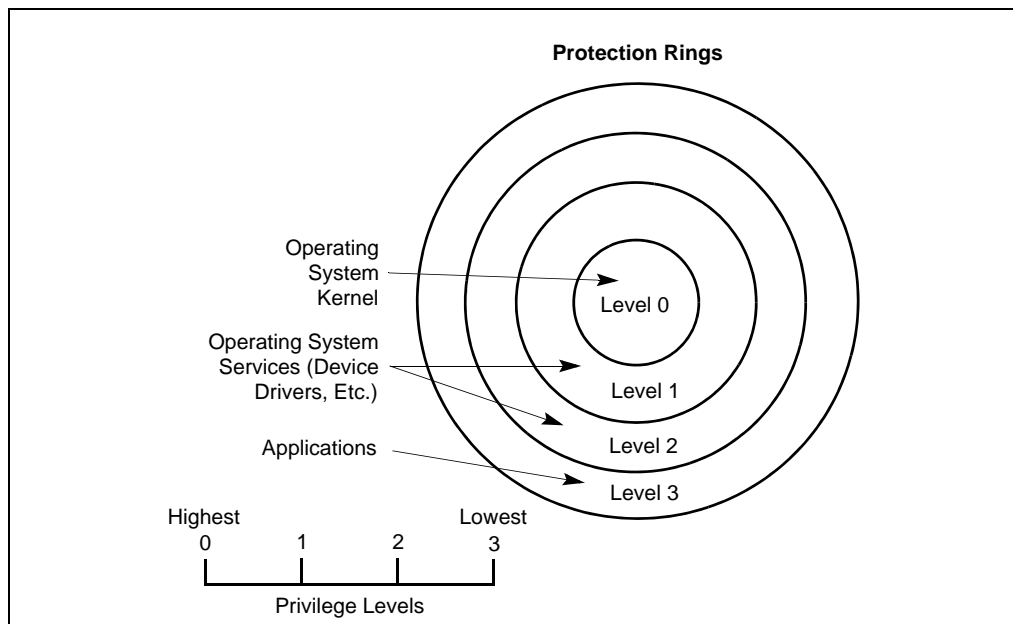 Protection Rings
Operating
System
Kernel
Level 0
Operating System
Services (Device
Drivers, Etc.)
Level 1
Level 2
Applications
Level 3
Highest
Lowest
0
1
2
3
Privilege Levels